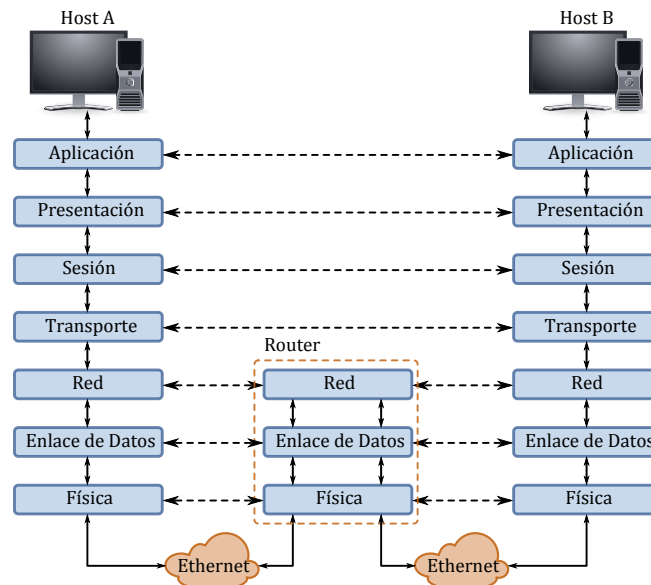 Host A
Host B
Aplicación
Aplicación
Presentación
Presentación
Sesión
Sesión
Transporte
Transporte
Router
Red
Red
Red
Enlace de Datos
Enlace de Datos
Enlace de Datos
Física
Física
Física
Ethernet
Ethernet